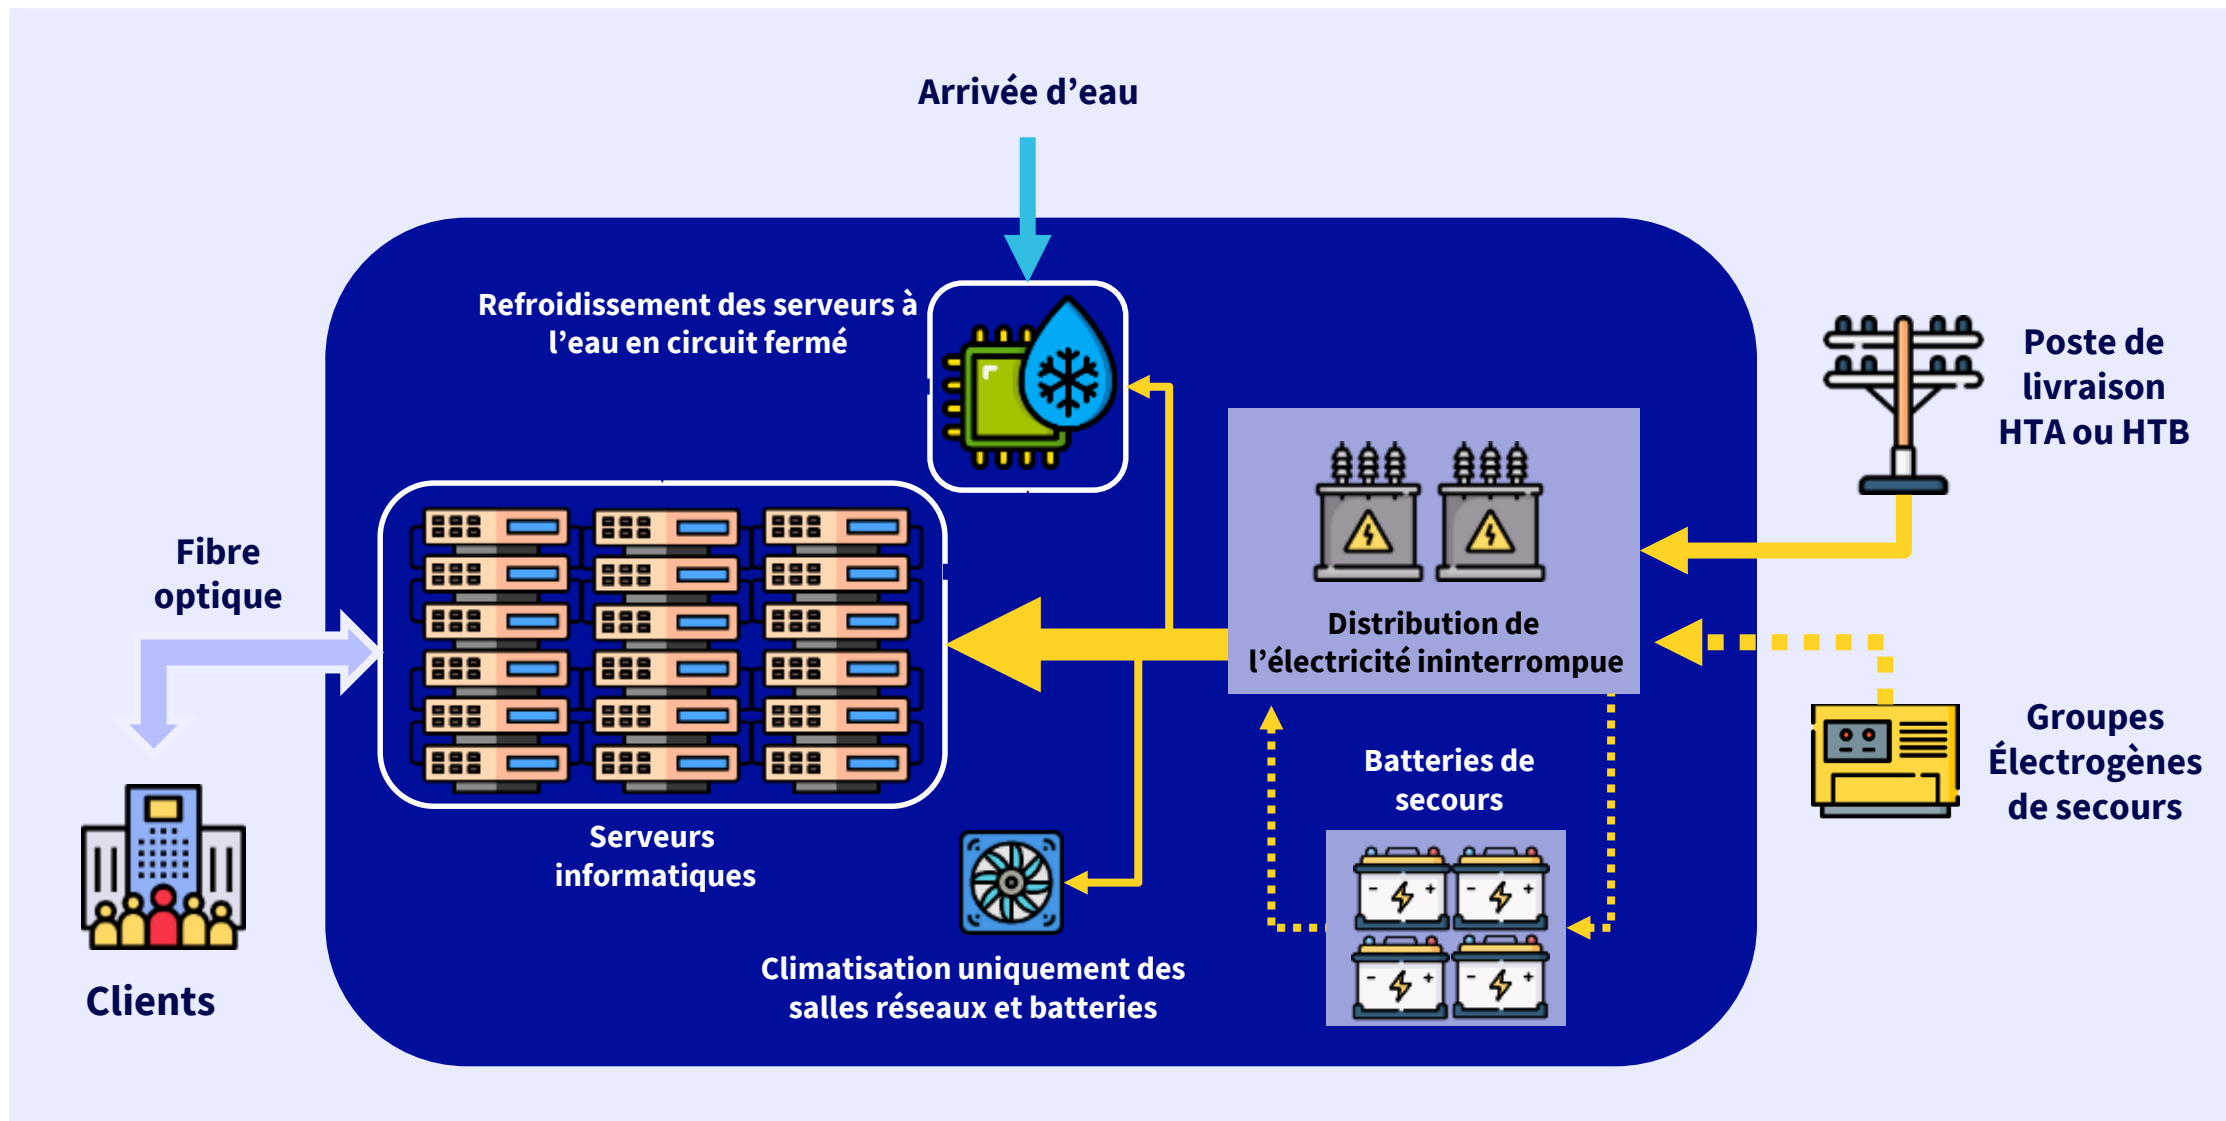 Arrivée d’eau
Refroidissement des serveurs à
l’eau en circuit fermé
Poste de
livraison
HTA ou HTB
Fibre
optique
Distribution de
l’électricité ininterrompue
Groupes
Électrogènes
de secours
Batteries de
secours
Serveurs
informatiques
Climatisation uniquement des
salles réseaux et batteries
Clients